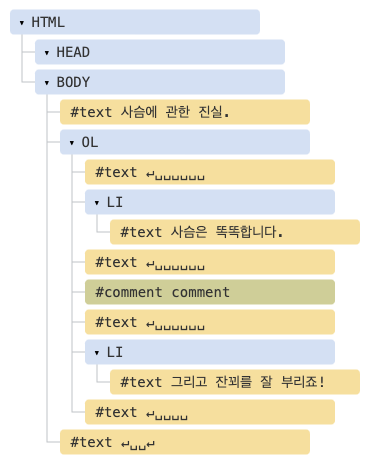 ▾ HTML
▾ HEAD
▾ BODY
#text 사슴에 관한 진실.
▾ OL
#text ↵␣␣␣␣␣␣
▾ LI
#text 사슴은 똑똑합니다.
#text ↵␣␣␣␣␣␣
#comment comment
#text ↵␣␣␣␣␣␣
▾ LI
#text 그리고 잔꾀를 잘 부리죠!
#text ↵␣␣␣␣
#text ↵␣␣↵